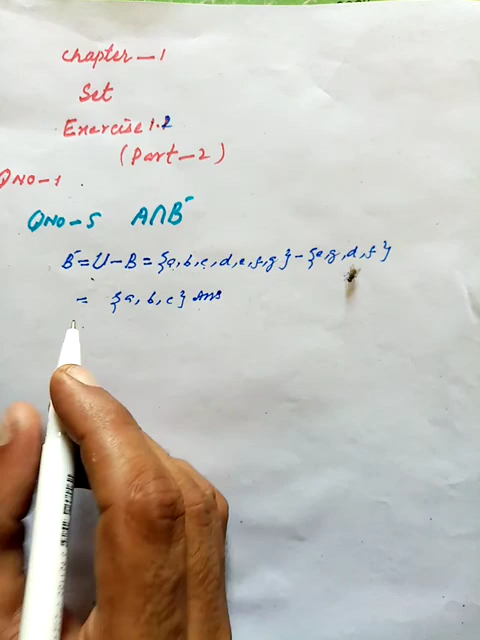 Chapter-1
Set
Exercise 1.2
(Part-2)
QNO-1
QNO-5 A∩B'
B' = U - B = {a, b, c, d, e, f, g} - {e, g, d, f}
= {a, b, c} Ans